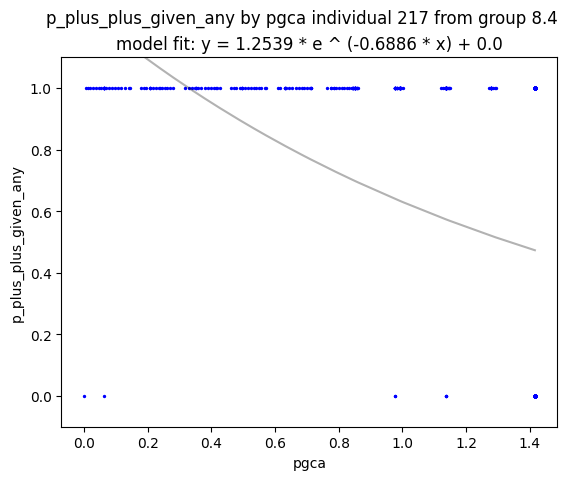 p_plus_plus_given_any by pgca individual 217 from group 8.4
model fit: y = 1.2539 * e ^ (-0.6886 * x) + 0.0
p_plus_plus_given_any
1.0
0.8
0.6
0.4
0.2
0.0
0.0 0.2 0.4 0.6 0.8 1.0 1.2 1.4
pgca